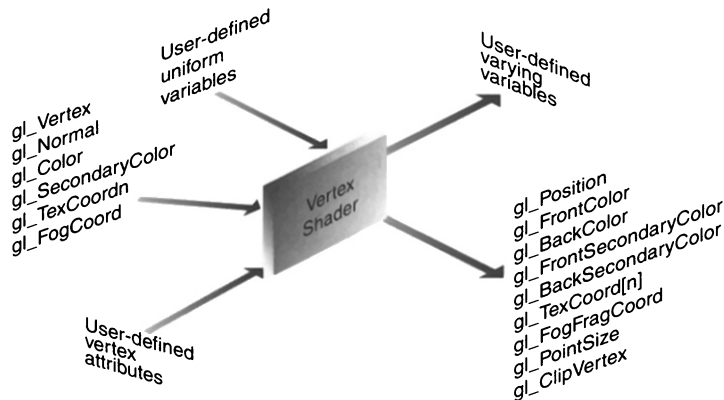 User-defined
uniform
variables
User-defined
varying
variables
gl_Vertex
gl_Normal
gl_Color
gl_SecondaryColor
gl_TexCoordn
gl_FogCoord
Vertex
Shader
gl_Position
gl_FrontColor
gl_BackColor
gl_FrontSecondaryColor
gl_BackSecondaryColor
gl_TexCoord[n]
gl_FogFragCoord
gl_PointSize
gl_ClipVertex
User-defined
vertex
attributes